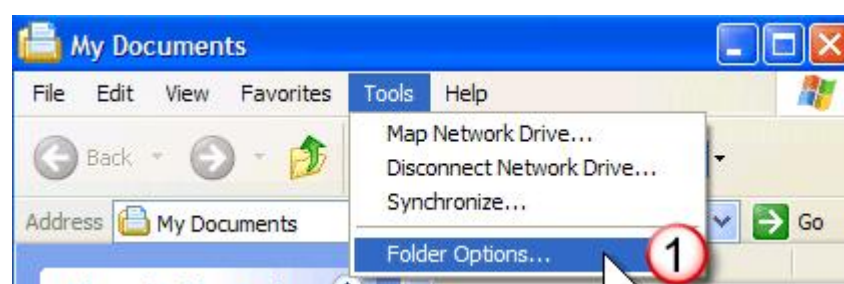 My Documents
File Edit View Favorites Tools Help
Map Network Drive...
Back
Disconnect Network Drive...
Synchronize...
Address My Documents Go
Folder Options... 1